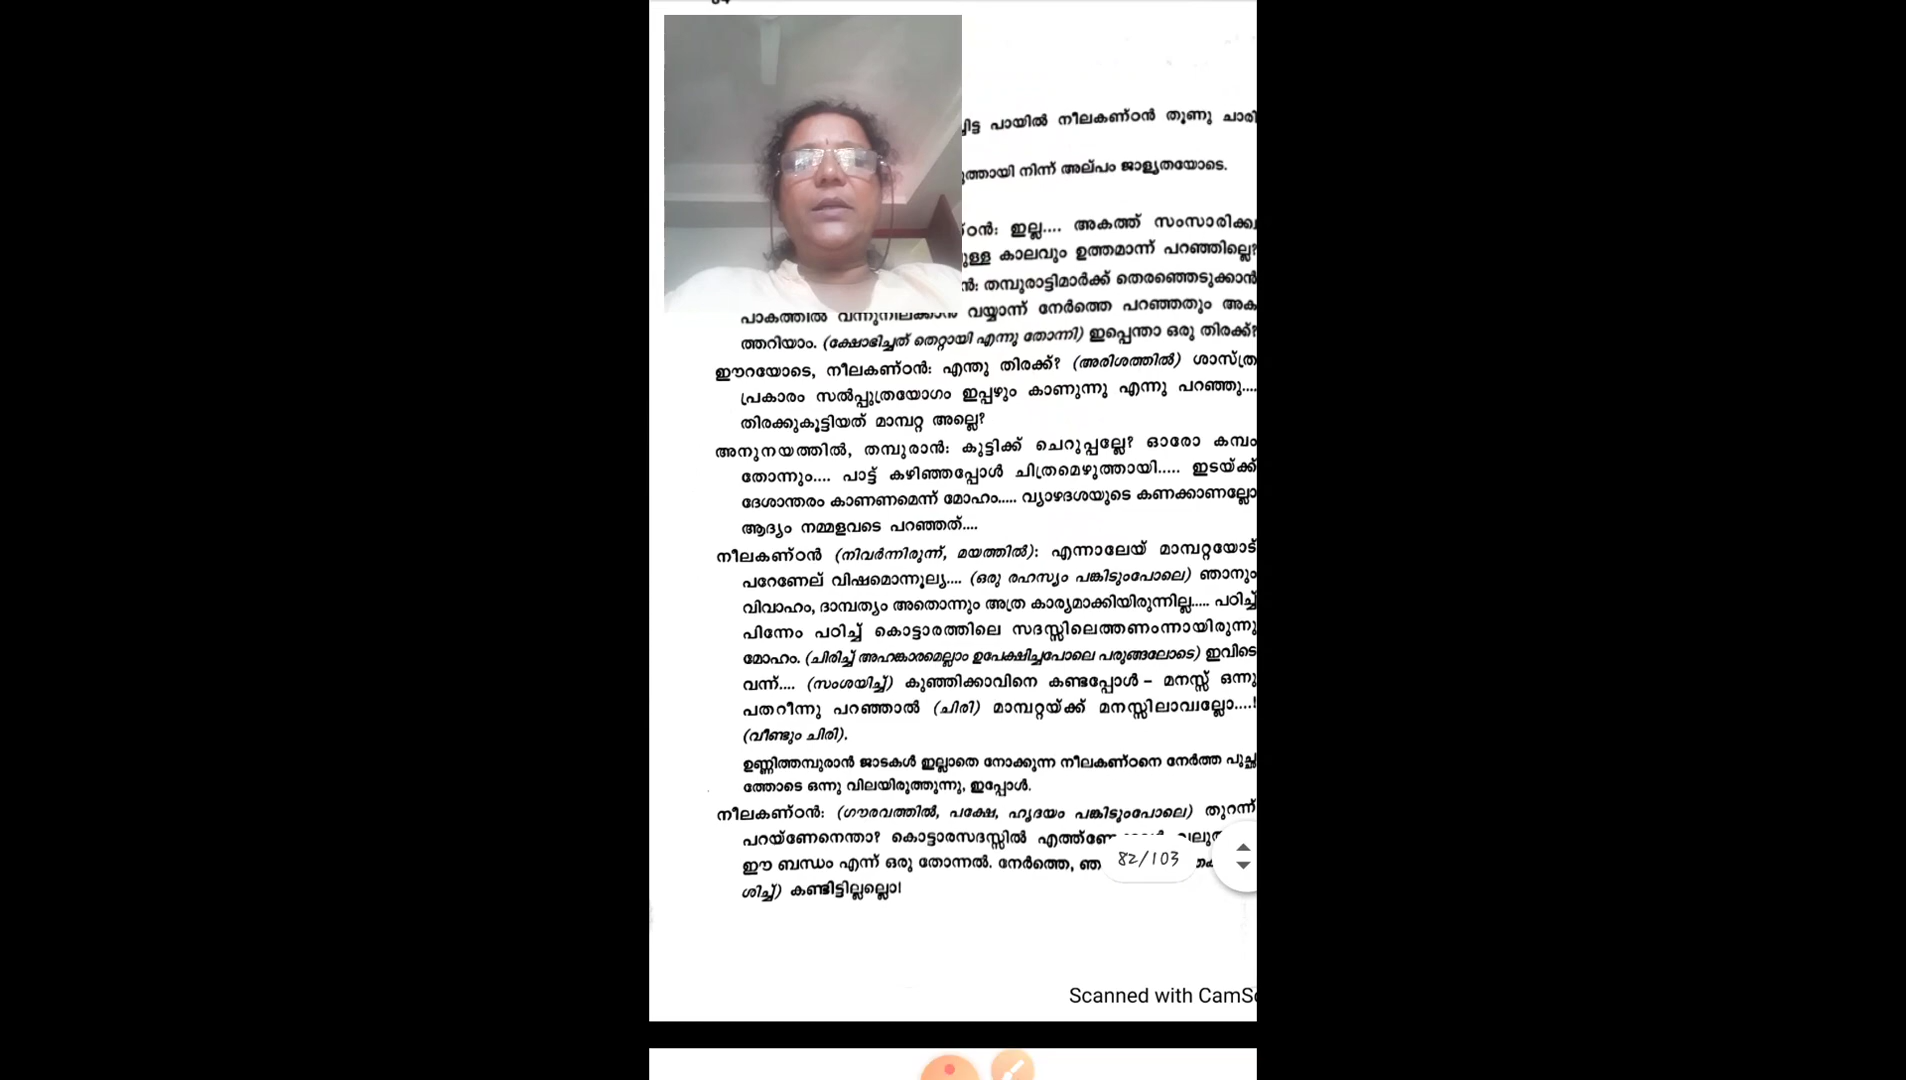 ട്ട പായിൽ നീലകണ്ഠൻ തൂണു ചാരി
ത്തായി നിന്ന് അല്പം ജാള്യതയോടെ.
ഠൻ: ഇല്ല.... അകത്ത് സംസാരിക്ക
ള്ള കാലവും ഉത്തമാന്ന് പറഞ്ഞില്ലെ?
ൻ: തമ്പുരാട്ടിമാർക്ക് തെരഞ്ഞെടുക്കാൻ
പാകത്തിൽ വന്നുനിലക്കാൻ വയ്യാന്ന് നേർത്തെ പറഞ്ഞതും അക
ത്തറിയാം. (ക്ഷോഭിച്ചത് തെറ്റായി എന്നു തോന്നി) ഇപ്പെന്താ ഒരു തിരക്ക്?
ഈറയോടെ, നീലകണ്ഠൻ: എന്തു തിരക്ക്? (അരിശത്തിൽ) ശാസ്ത്ര
പ്രകാരം സൽപ്പുത്രയോഗം ഇപ്പഴും കാണുന്നു എന്നു പറഞ്ഞു....
തിരക്കുകൂട്ടിയത് മാമ്പറ്റ അല്ലെ?
അനുനയത്തിൽ, തമ്പുരാൻ: കുട്ടിക്ക് ചെറുപ്പല്ലേ? ഓരോ കമ്പം
തോന്നും.... പാട്ട് കഴിഞ്ഞപ്പോൾ ചിത്രമെഴുത്തായി..... ഇടയ്ക്ക്
ദേശാന്തരം കാണണമെന്ന് മോഹം..... വ്യാഴദശയുടെ കണക്കാണല്ലോ
ആദ്യം നമ്മളവടെ പറഞ്ഞത്....
നീലകണ്ഠൻ (നിവർന്നിരുന്ന്, മയത്തിൽ): എന്നാലേയ് മാമ്പറ്റയോട്
പറേണേല് വിഷമൊന്നൂല്യ.... (ഒരു രഹസ്യം പങ്കിടുംപോലെ) ഞാനും
വിവാഹം, ദാമ്പത്യം അതൊന്നും അത്ര കാര്യമാക്കിയിരുന്നില്ല..... പഠിച്ച്
പിന്നേം പഠിച്ച് കൊട്ടാരത്തിലെ സദസ്സിലെത്തണംന്നായിരുന്നു
മോഹം. (ചിരിച്ച് അഹങ്കാരമെല്ലാം ഉപേക്ഷിച്ചപോലെ പരുങ്ങലോടെ) ഇവിടെ
വന്ന്.... (സംശയിച്ച്) കുഞ്ഞിക്കാവിനെ കണ്ടപ്പോൾ – മനസ്സ് ഒന്നു
പതറീന്നു പറഞ്ഞാൽ (ചിരി) മാമ്പറ്റയ്ക്ക് മനസ്സിലാവ്വല്ലോ....!
(വീണ്ടും ചിരി).
ഉണ്ണിത്തമ്പുരാൻ ജാടകൾ ഇല്ലാതെ നോക്കുന്ന നീലകണ്ഠനെ നേർത്ത പുച്ഛ
ത്തോടെ ഒന്നു വിലയിരുത്തുന്നു, ഇപ്പോൾ.
നീലകണ്ഠൻ: (ഗൗരവത്തിൽ, പക്ഷേ, ഹൃദയം പങ്കിടുംപോലെ) തുറന്ന്
പറയ്ണേനെന്താ? കൊട്ടാരസദസ്സിൽ
ഈ ബന്ധം എന്ന് ഒരു തോന്നൽ. നേർത്തെ, ഞ
ശിച്ച്) കണ്ടിട്ടില്ലല്ലൊ!
82/103
Scanned with CamSc